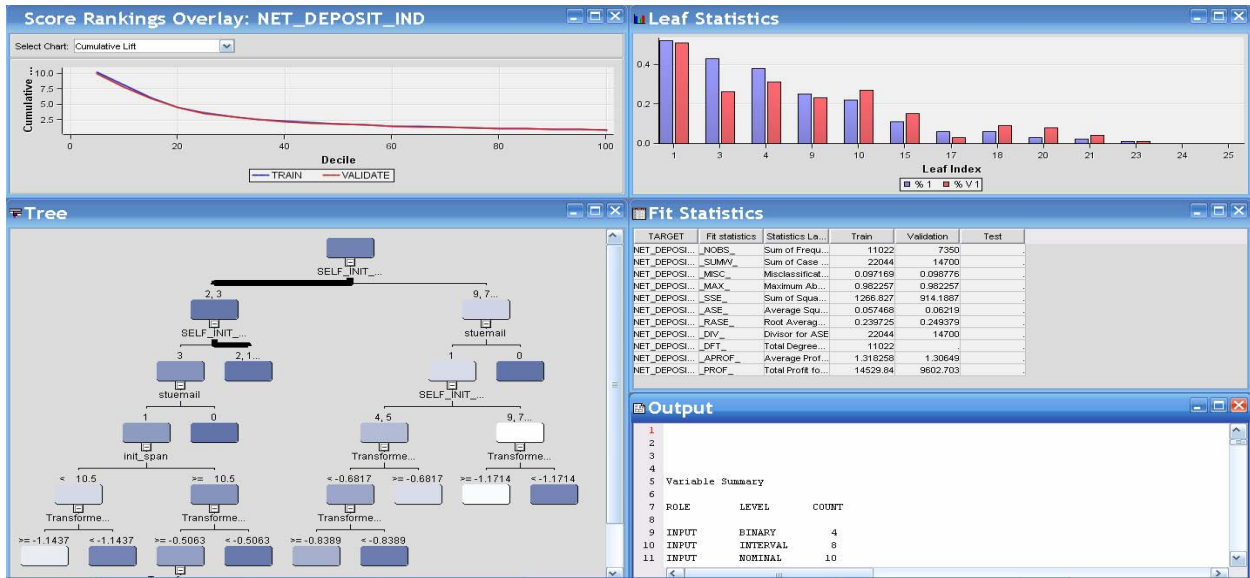 Score Rankings Overlay: NET_DEPOSIT_IND
Select Chart: Cumulative Lift
Cumulative ...
10.0
7.5
5.0
2.5
0 20 40 60 80 100
Decile
TRAIN VALIDATE
Leaf Statistics
0.4
0.2
0.0
1 3 4 9 10 15 17 18 20 21 23 24 25
Leaf Index
% 1 % V 1
Tree
SELF_INIT_...
2, 3 9, 7...
SELF_INIT_... stuemail
3 2, 1... 1 0
stuemail SELF_INIT_...
1 0 4, 5 9, 7...
init_span Transforme... Transforme...
< 10.5 >= 10.5 < -0.6817 >= -0.6817 >= -1.1714 < -1.1714
Transforme... Transforme... Transforme...
>= -1.1437 < -1.1437 >= -0.5063 < -0.5063 >= -0.8389 < -0.8389
Fit Statistics
TARGET Fit statistics Statistics La... Train Validation Test
NET_DEPOSI... _NOBS_ Sum of Frequ... 11022 7350 .
NET_DEPOSI... _SUMW_ Sum of Case ... 22044 14700 .
NET_DEPOSI... _MISC_ Misclassificat... 0.097169 0.098776 .
NET_DEPOSI... _MAX_ Maximum Ab... 0.982257 0.982257 .
NET_DEPOSI... _SSE_ Sum of Squa... 1266.827 914.1887 .
NET_DEPOSI... _ASE_ Average Squ... 0.057468 0.06219 .
NET_DEPOSI... _RASE_ Root Averag... 0.239725 0.249379 .
NET_DEPOSI... _DIV_ Divisor for ASE 22044 14700 .
NET_DEPOSI... _DFT_ Total Degree... 11022 . .
NET_DEPOSI... _APROF_ Average Prof... 1.318258 1.30649 .
NET_DEPOSI... _PROF_ Total Profit fo... 14529.84 9602.703 .
Output
1
2
3
4
5 Variable Summary
6
7 ROLE LEVEL COUNT
8
9 INPUT BINARY 4
10 INPUT INTERVAL 8
11 INPUT NOMINAL 10